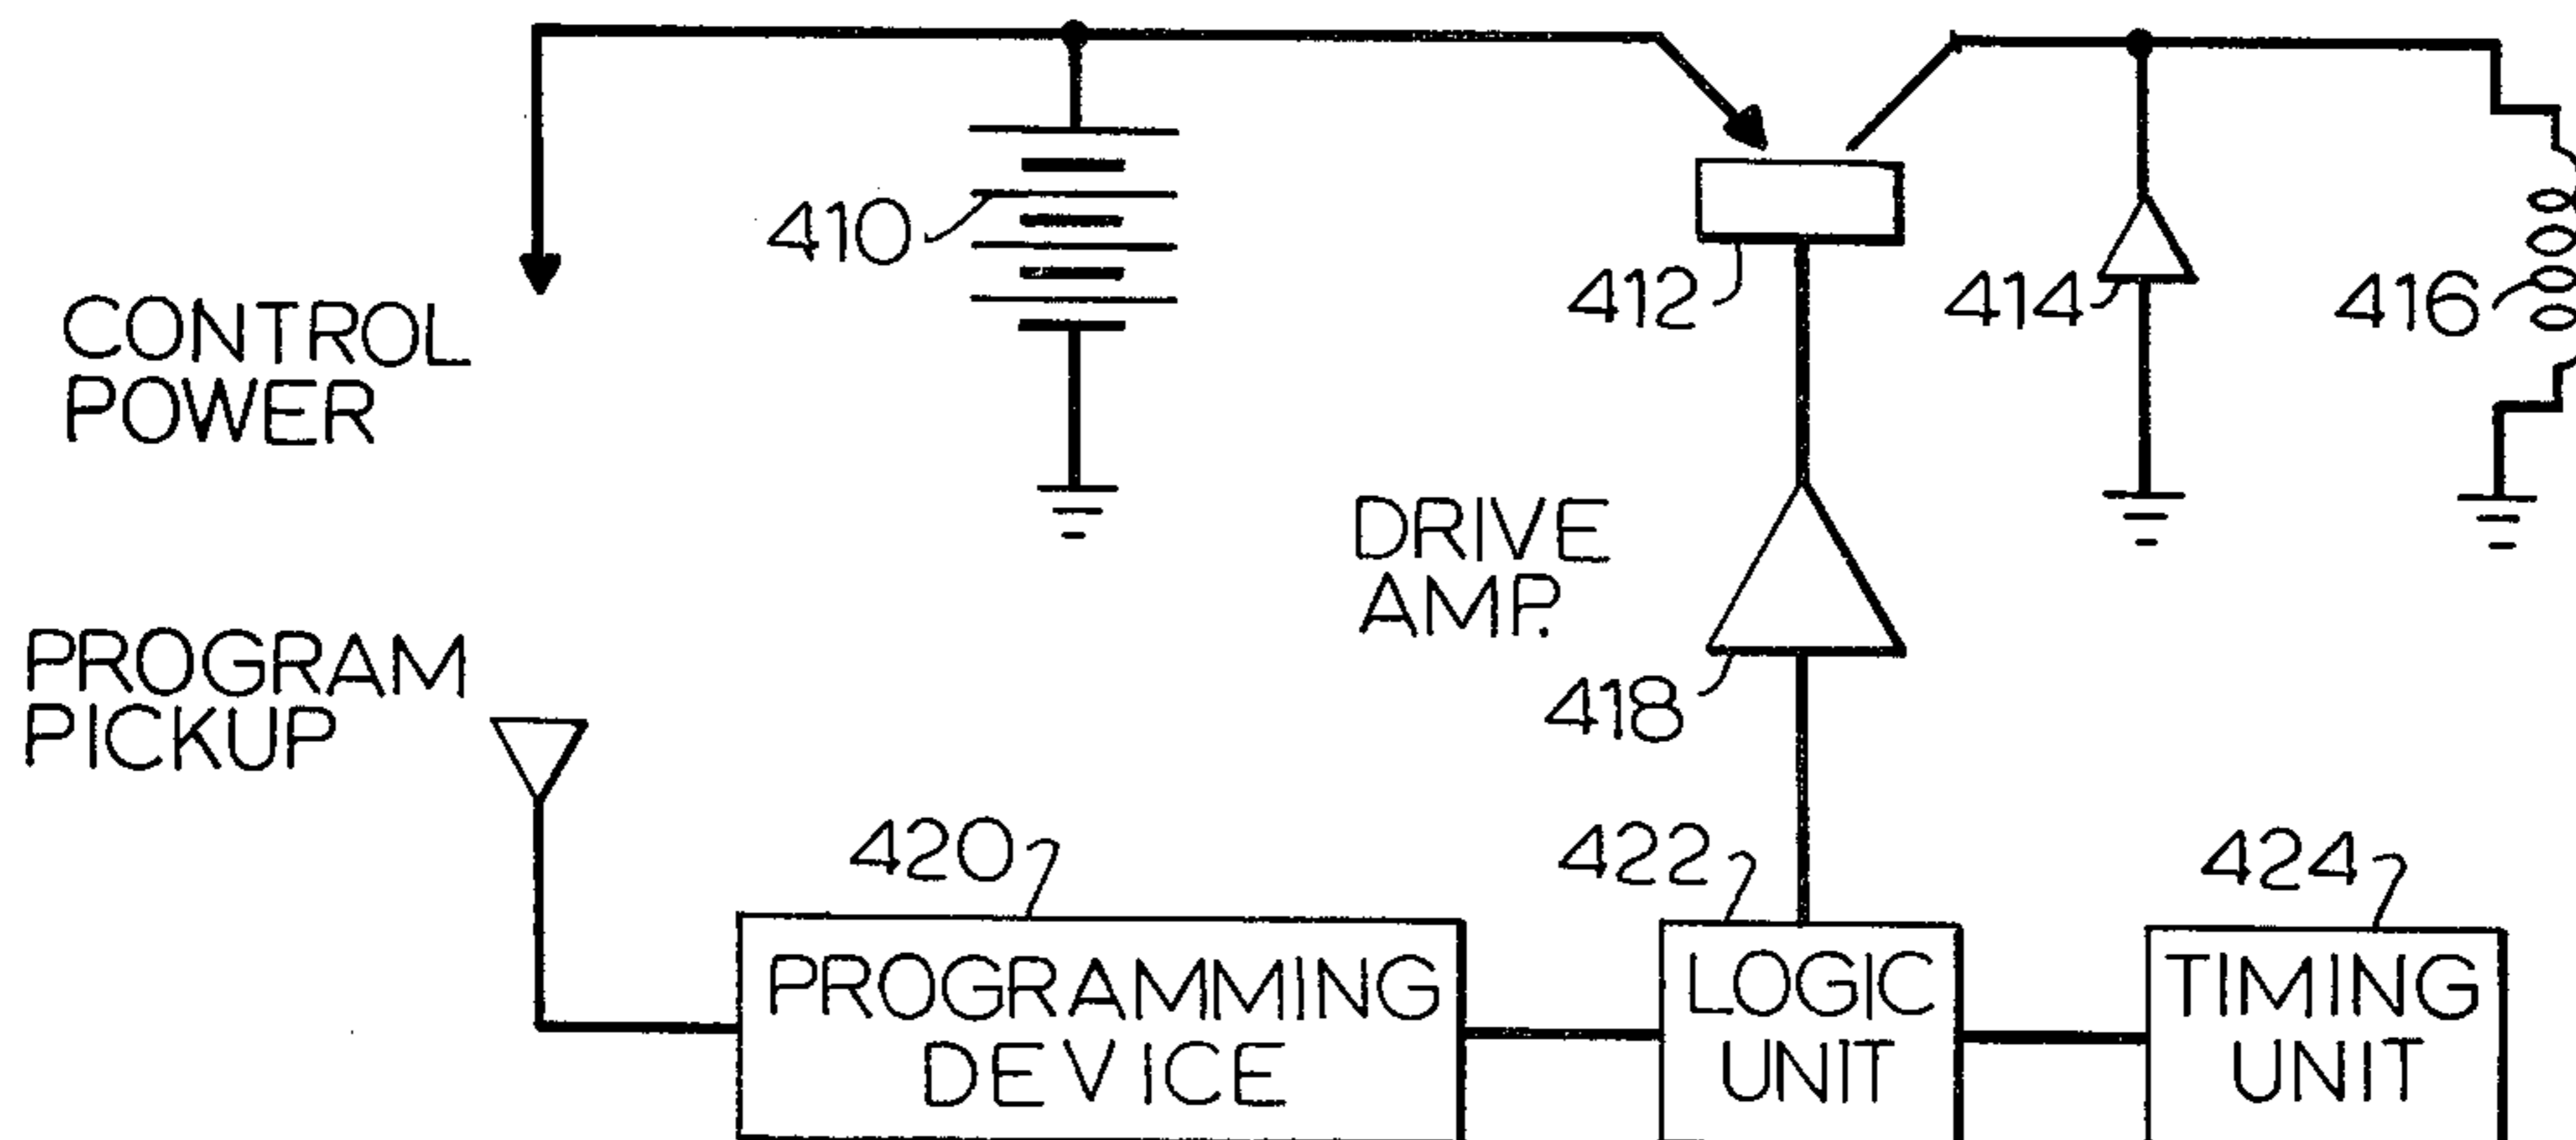 410
412
414
416
CONTROL
POWER
DRIVE
AMP.
418
PROGRAM
PICKUP
420
422
424
PROGRAMMING
DEVICE
LOGIC
UNIT
TIMING
UNIT